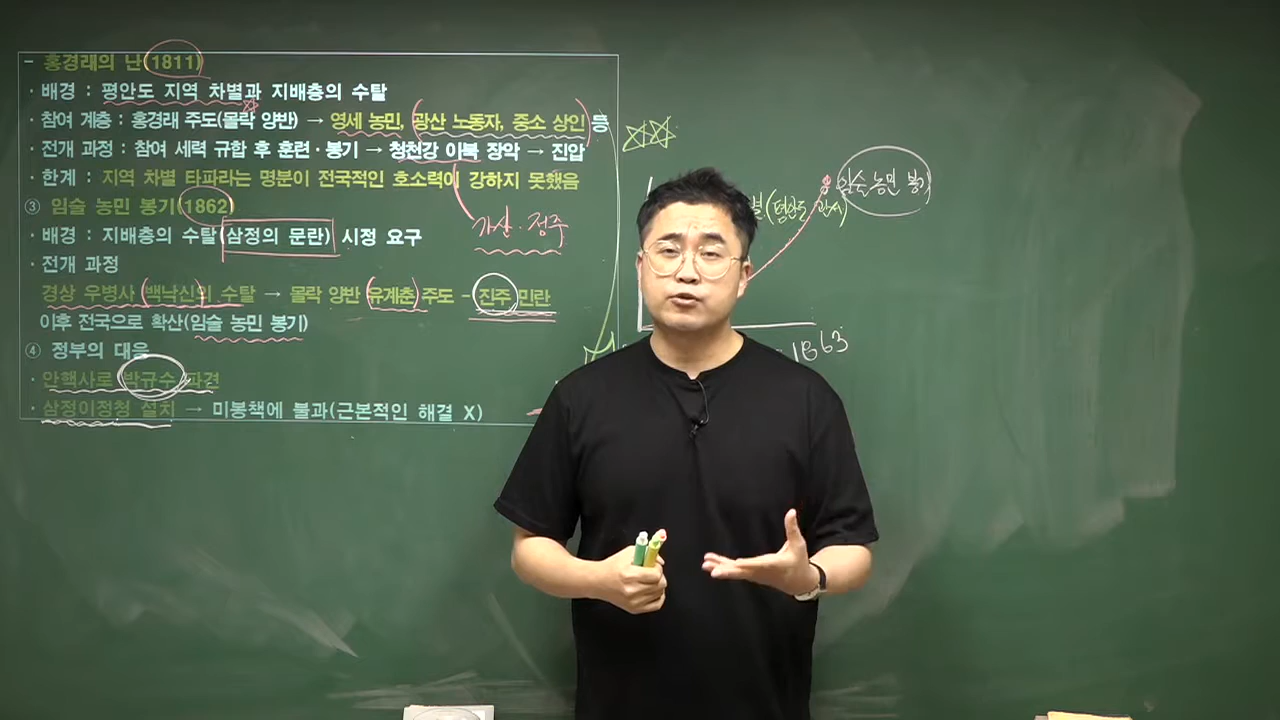 - 홍경래의 난(1811)
· 배경 : 평안도 지역 차별과 지배층의 수탈
· 참여 계층 : 홍경래 주도(몰락 양반) → 영세 농민, 광산 노동자, 중소 상인 등
· 전개 과정 : 참여 세력 규합 후 훈련·봉기 → 청천강 이북 장악 → 진압
· 한계 : 지역 차별 타파라는 명분이 전국적인 호소력이 강하지 못했음
가산·정주
③ 임술 농민 봉기(1862)
· 배경 : 지배층의 수탈(삼정의 문란) 시정 요구
· 전개 과정
경상 우병사 백낙신의 수탈 → 몰락 양반 유계춘 주도 - 진주 민란
이후 전국으로 확산(임술 농민 봉기)
④ 정부의 대응
· 안핵사로 박규수 파견
· 삼정이정청 설치 → 미봉책에 불과(근본적인 해결 X)
임술 농민 봉기
1863